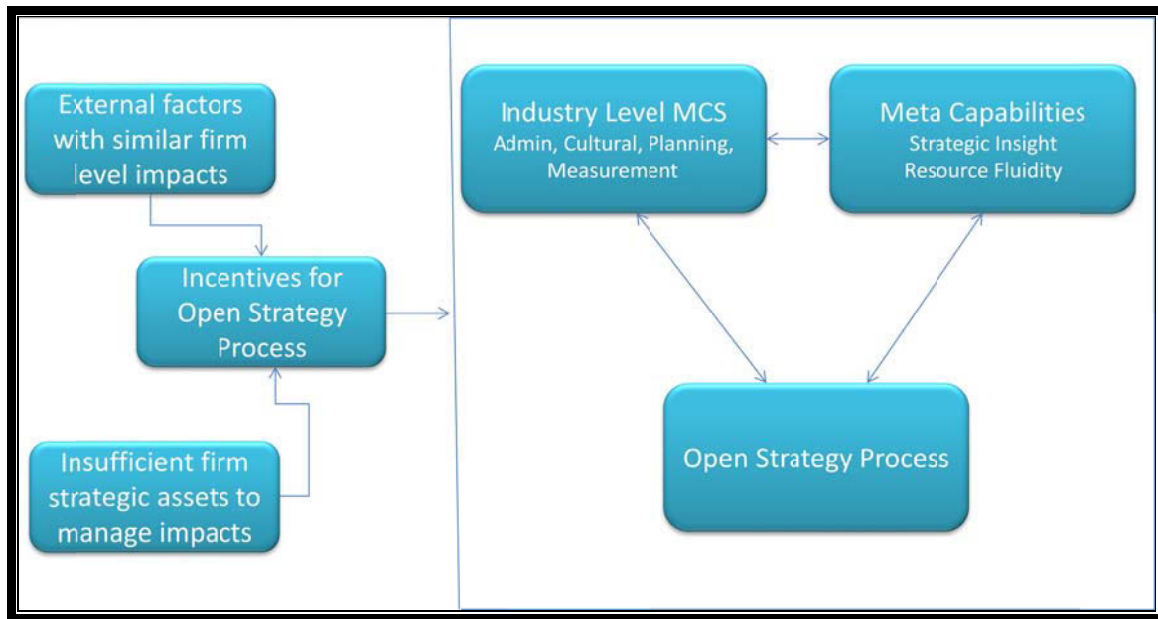 External factors
with similar firm
level impacts
Incentives for
Open Strategy
Process
Insufficient firm
strategic assets to
manage impacts
Industry Level MCS
Admin, Cultural, Planning,
Measurement
Meta Capabilities
Strategic Insight
Resource Fluidity
Open Strategy Process